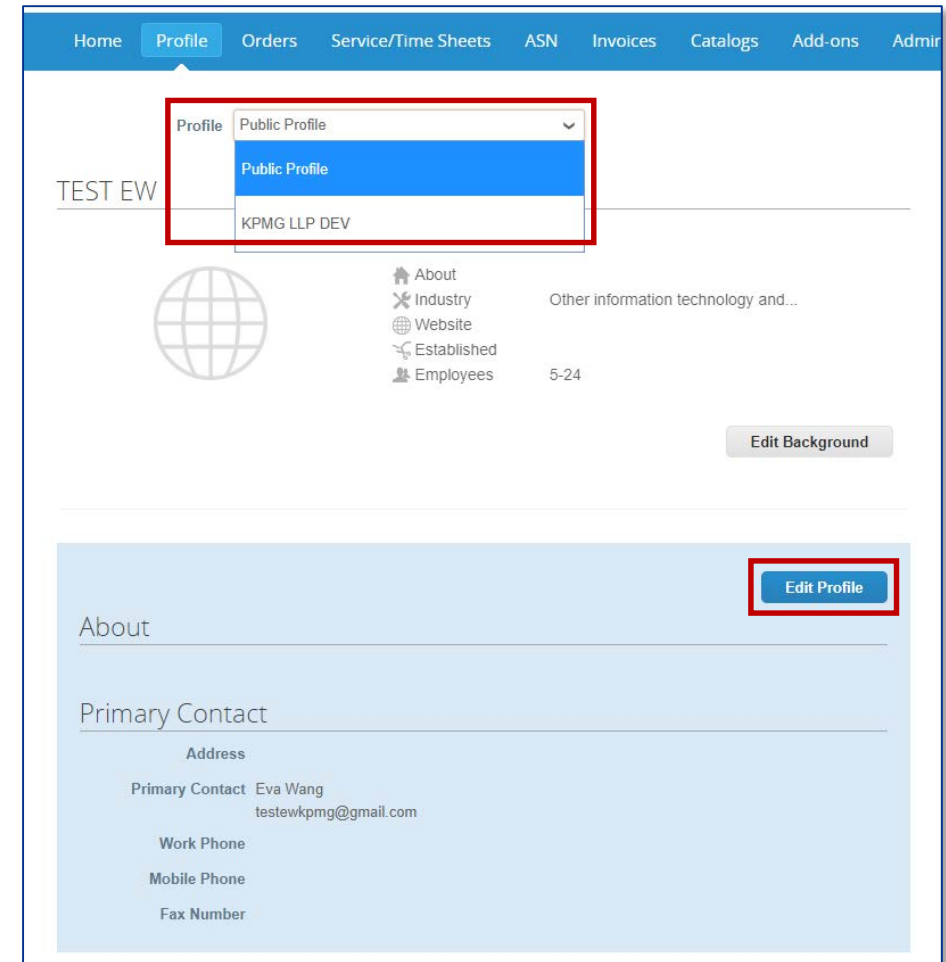 Home Profile Orders Service/Time Sheets ASN Invoices Catalogs Add-ons Admin
Profile Public Profile
Public Profile
TEST EW
KPMG LLP DEV
About
Industry Other information technology and...
Website
Established
Employees 5-24
Edit Background
Edit Profile
About
Primary Contact
Address
Primary Contact Eva Wang
testewkpmg@gmail.com
Work Phone
Mobile Phone
Fax Number